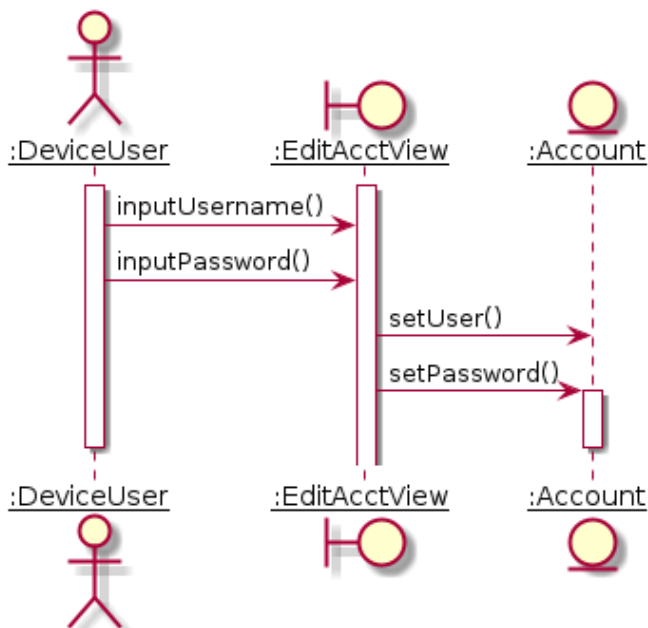 :DeviceUser
:EditAcctView
:Account
inputUsername()
inputPassword()
setUser()
setPassword()
:DeviceUser
:EditAcctView
:Account